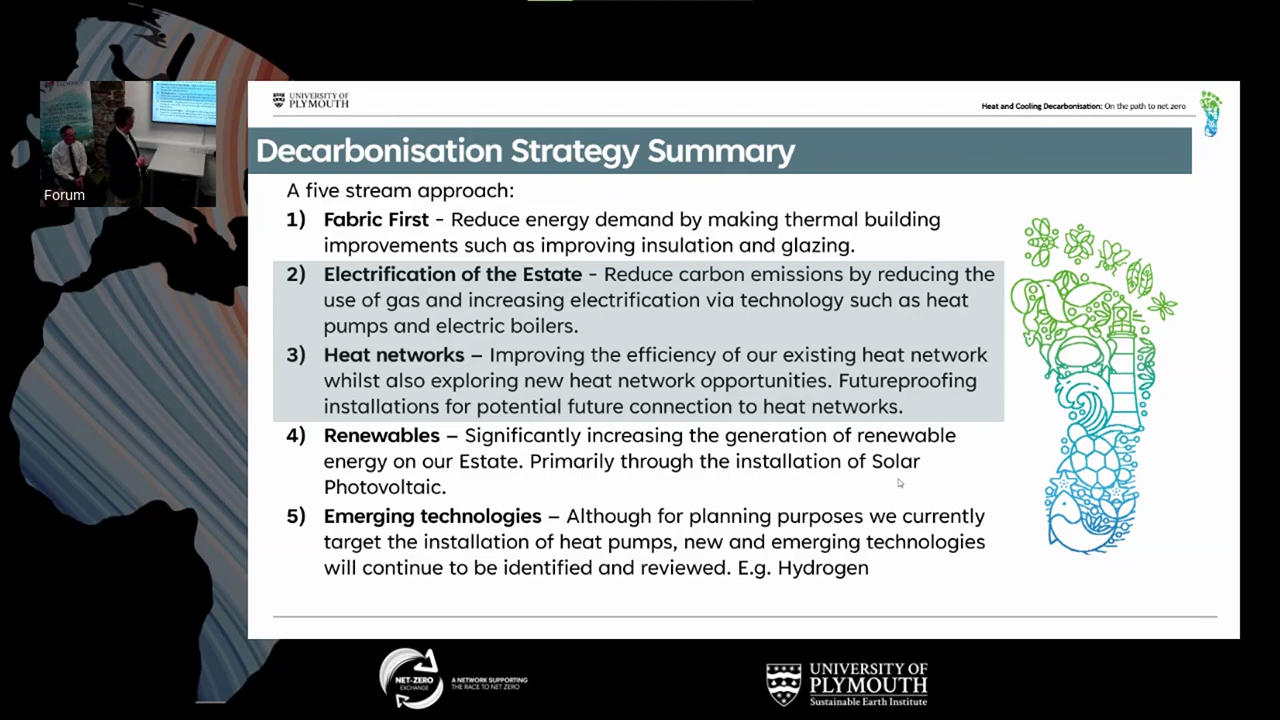 UNIVERSITY OF
PLYMOUTH
Heat and Cooling Decarbonisation: On the path to net zero
Decarbonisation Strategy Summary
Forum
A five stream approach:
1) Fabric First - Reduce energy demand by making thermal building
improvements such as improving insulation and glazing.
2) Electrification of the Estate - Reduce carbon emissions by reducing the
use of gas and increasing electrification via technology such as heat
pumps and electric boilers.
3) Heat networks – Improving the efficiency of our existing heat network
whilst also exploring new heat network opportunities. Futureproofing
installations for potential future connection to heat networks.
4) Renewables – Significantly increasing the generation of renewable
energy on our Estate. Primarily through the installation of Solar
Photovoltaic.
5) Emerging technologies – Although for planning purposes we currently
target the installation of heat pumps, new and emerging technologies
will continue to be identified and reviewed. E.g. Hydrogen
NET-ZERO
EXCHANGE
A NETWORK SUPPORTING
THE RACE TO NET ZERO
UNIVERSITY OF
PLYMOUTH
Sustainable Earth Institute